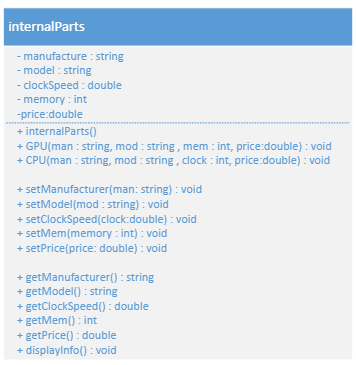 internalParts
- manufacture : string
- model : string
- clockSpeed : double
- memory : int
-price:double
+ internalParts()
+ GPU(man : string, mod : string , mem : int, price:double) : void
+ CPU(man : string, mod : string , clock : int, price:double) : void
+ setManufacturer(man: string) : void
+ setModel(mod : string) : void
+ setClockSpeed(clock:double) : void
+ setMem(memory : int) : void
+ setPrice(price: double) : void
+ getManufacturer() : string
+ getModel() : string
+ getClockSpeed() : double
+ getMem() : int
+ getPrice() : double
+ displayInfo() : void